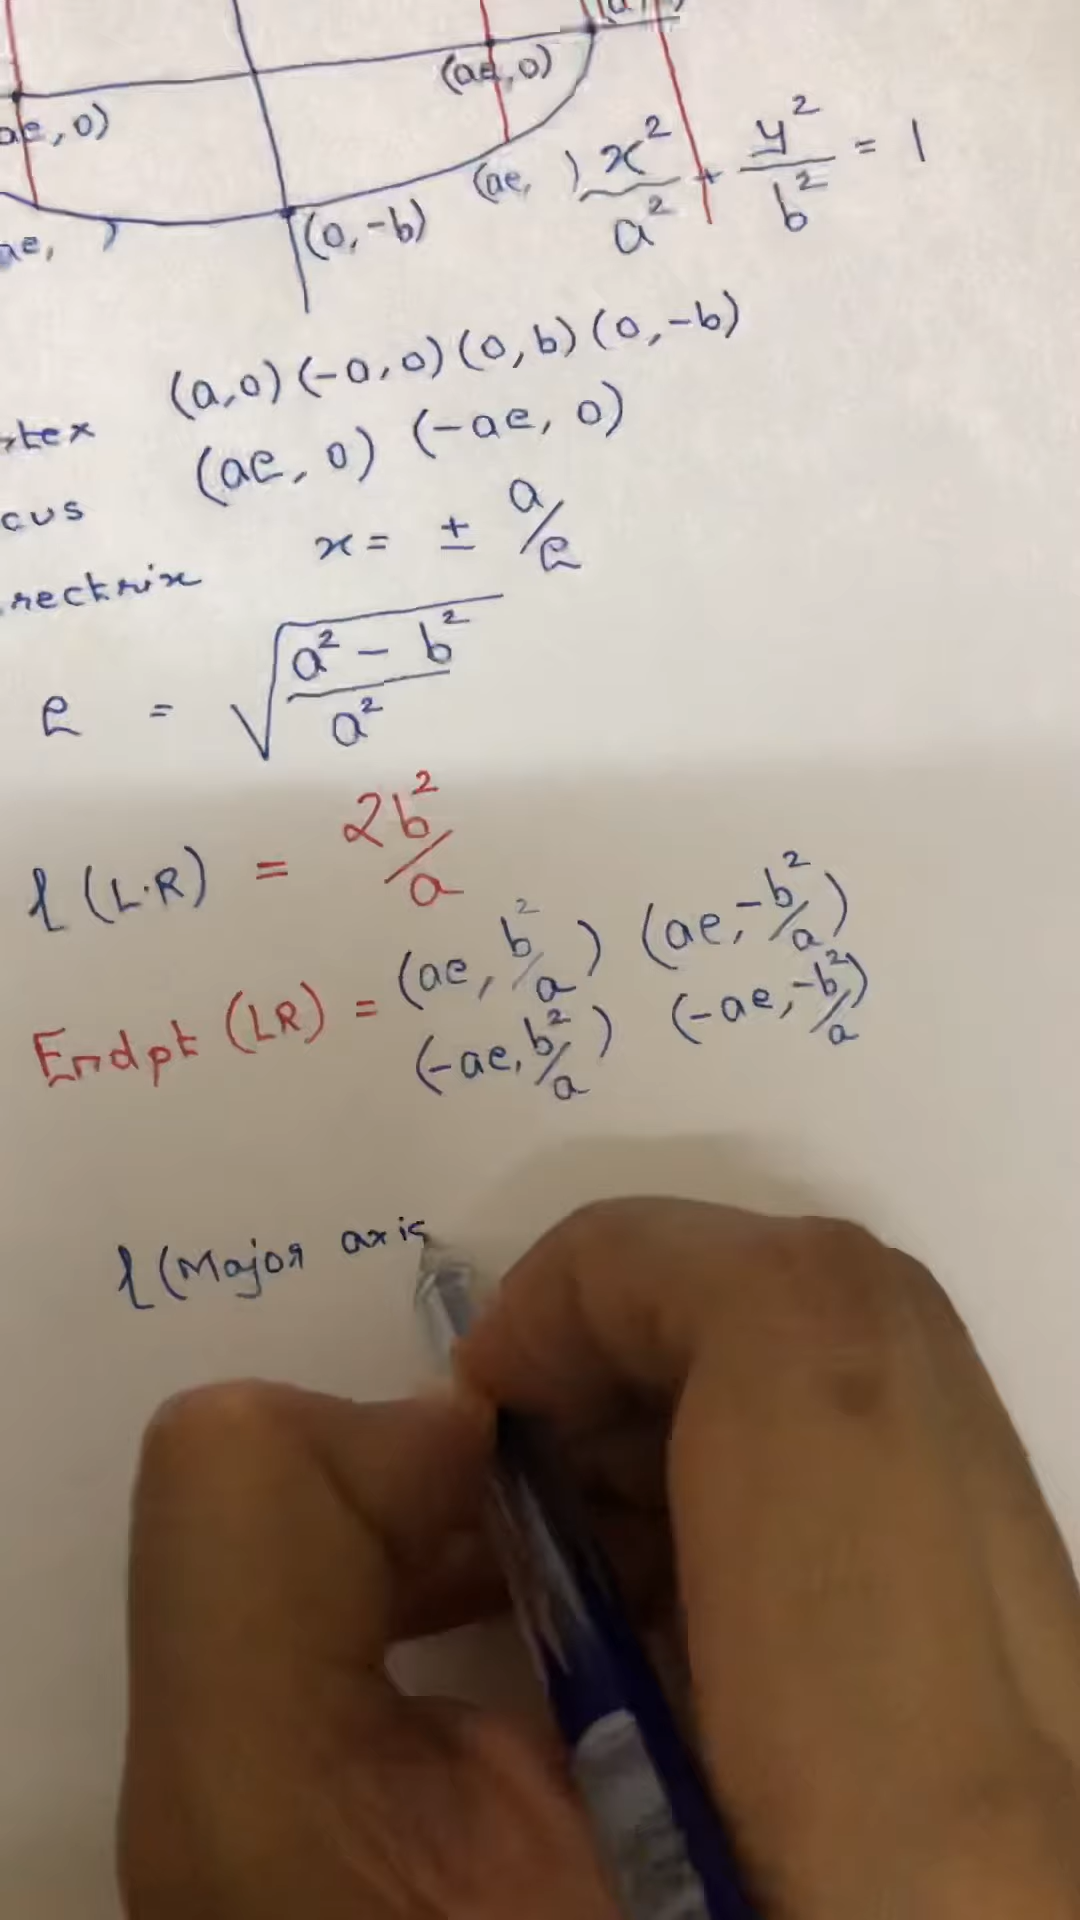 (ae, 0)
ae, 0)
(ae, ) x²/a² + y²/b² = 1
(0, -b)
ae, )
(a,0) (-a,0) (0,b) (0,-b)
rtex
(ae, 0) (-ae, 0)
cus
x = ± a/e
rectrix
e = √(a² - b²/a²)
l (L.R) = 2b²/a
Endpt (LR) = (ae, b²/a) (ae, -b²/a)
(-ae, b²/a) (-ae, -b²/a)
l (Major axis